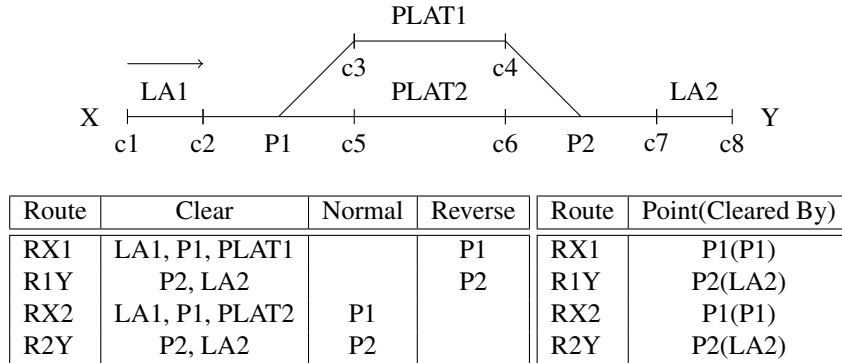 PLAT1
c3 c4
LA1 PLAT2 LA2
X Y
c1 c2 P1 c5 c6 P2 c7 c8
Route Clear Normal Reverse Route Point(Cleared By)
RX1 LA1, P1, PLAT1 P1 RX1 P1(P1)
R1Y P2, LA2 P2 R1Y P2(LA2)
RX2 LA1, P1, PLAT2 P1 RX2 P1(P1)
R2Y P2, LA2 P2 R2Y P2(LA2)